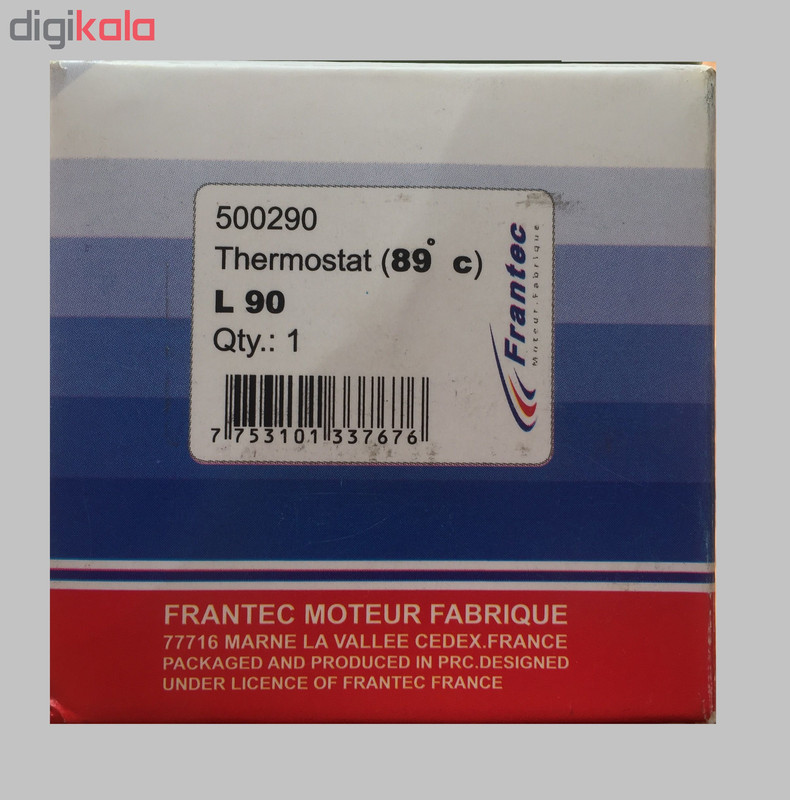 digikala
500290
Thermostat (89° c)
L 90
Qty.: 1
7 753101 337676
Frantec
Moteur.Fabrique
FRANTEC MOTEUR FABRIQUE
77716 MARNE LA VALLEE CEDEX.FRANCE
PACKAGED AND PRODUCED IN PRC.DESIGNED
UNDER LICENCE OF FRANTEC FRANCE